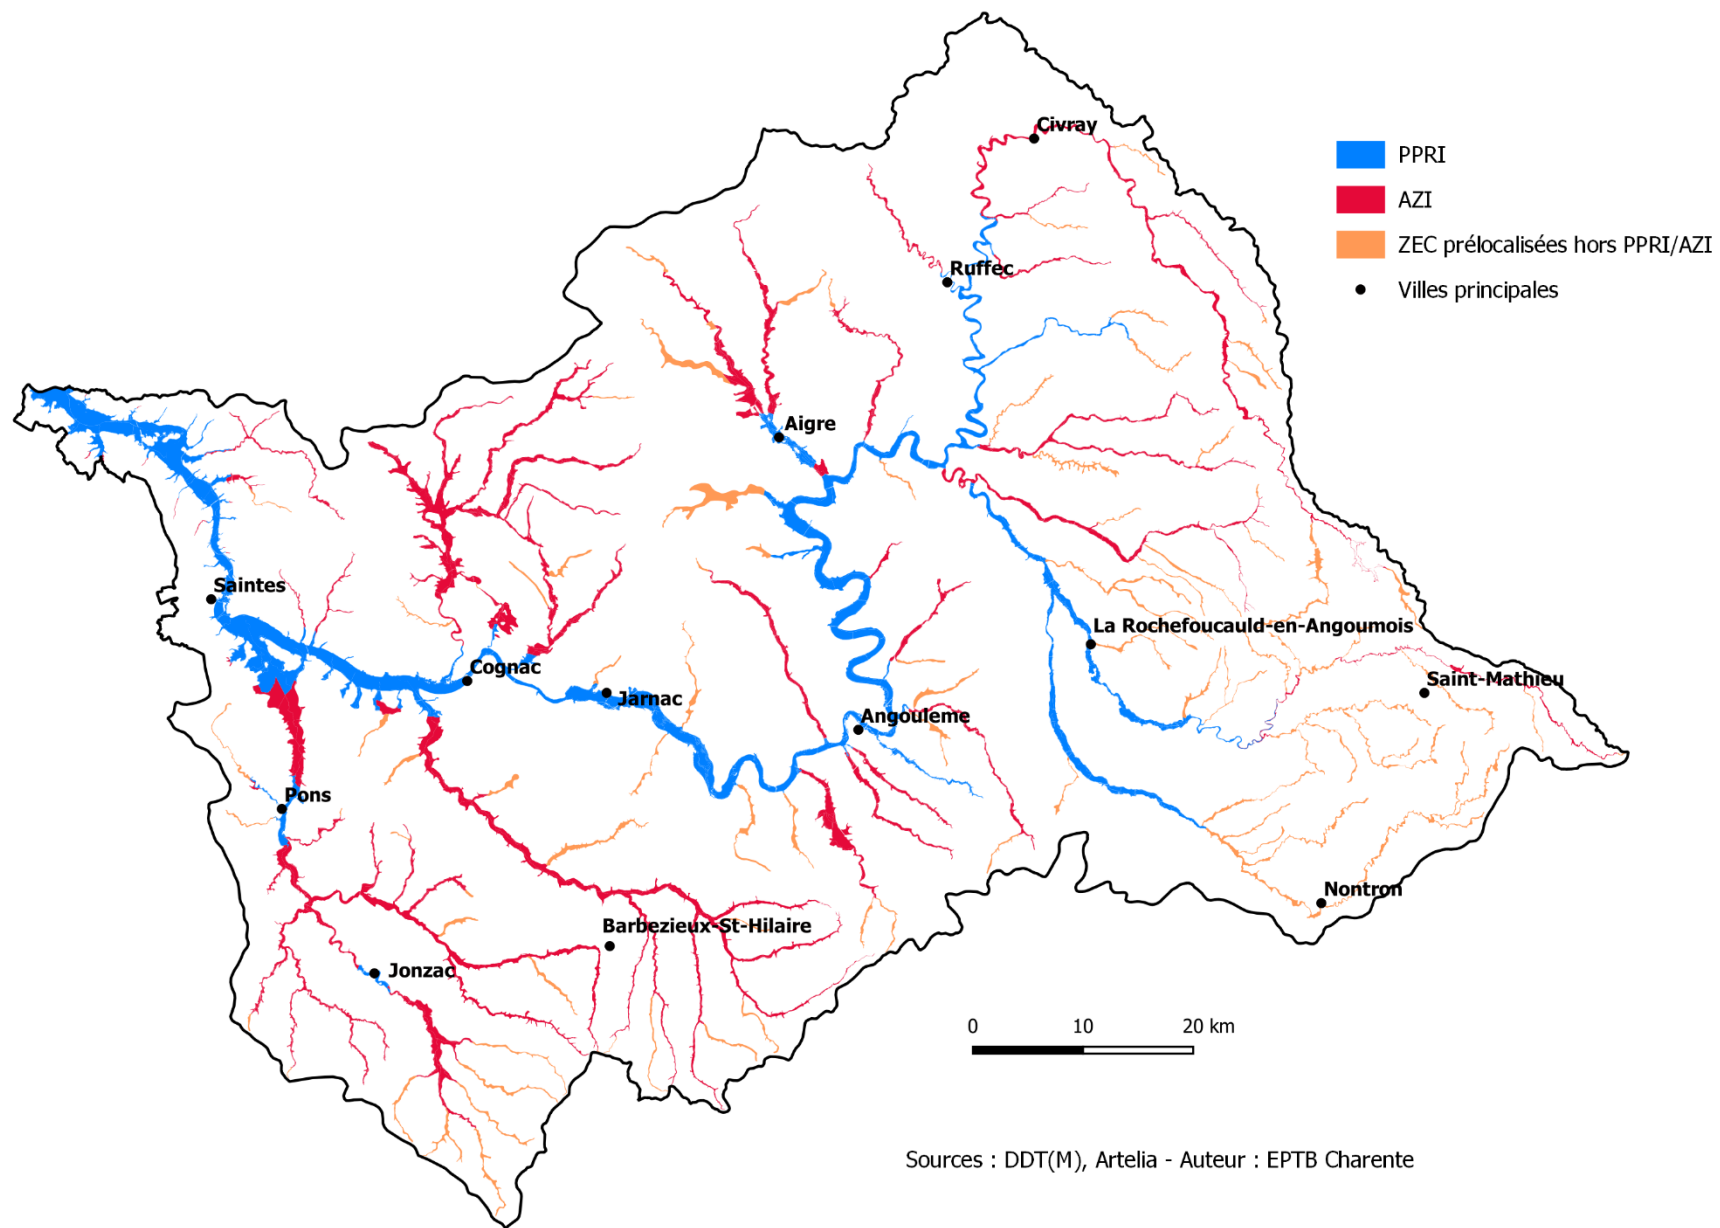 Civray
PPRI
AZI
ZEC prélocalisées hors PPRI/AZI
Villes principales
Ruffec
Aigre
Saintes
La Rochefoucauld-en-Angoumois
Cognac
Jarnac
Saint-Mathieu
Angouleme
Pons
Nontron
Barbezieux-St-Hilaire
Jonzac
0 10 20 km
Sources : DDT(M), Artelia - Auteur : EPTB Charente